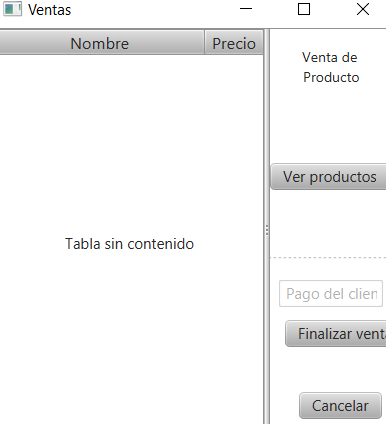 Ventas
Nombre
Precio
Tabla sin contenido
Venta de
Producto
Ver productos
Pago del clien
Finalizar vent
Cancelar